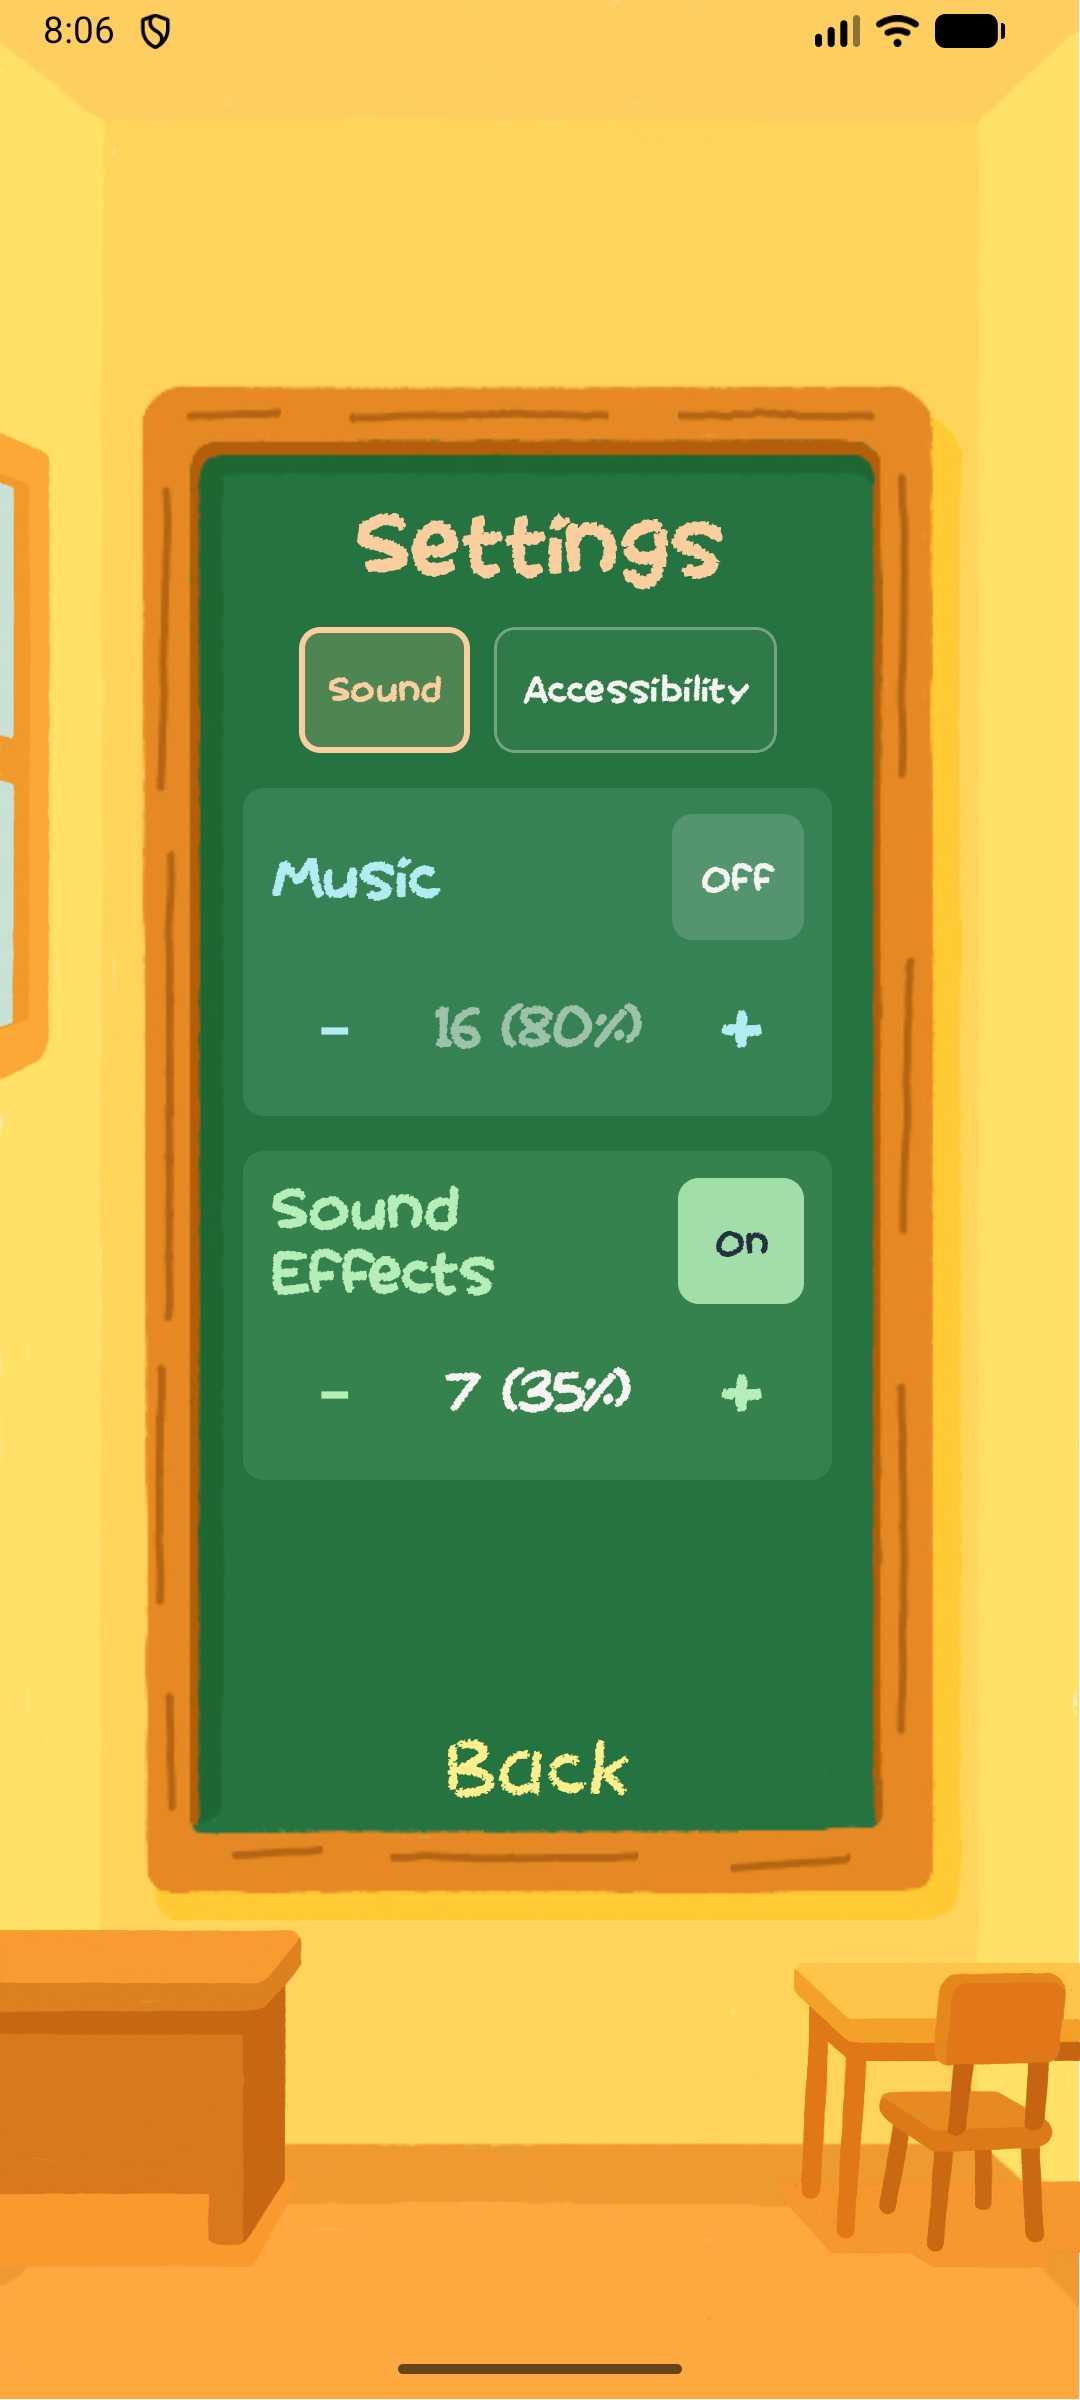 8:06
Settings
Sound
Accessibility
Music
Off
- 16 (80%) +
Sound
Effects
On
- 7 (35%) +
Back